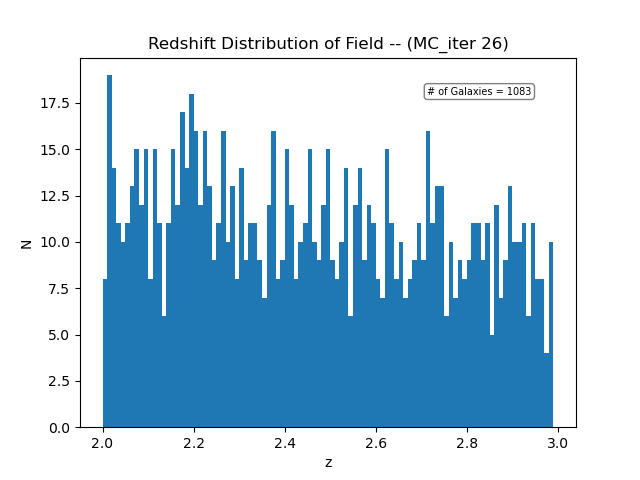 Redshift Distribution of Field -- (MC_iter 26)
# of Galaxies = 1083
17.5
15.0
12.5
10.0
7.5
5.0
2.5
0.0
N
2.0 2.2 2.4 2.6 2.8 3.0
z